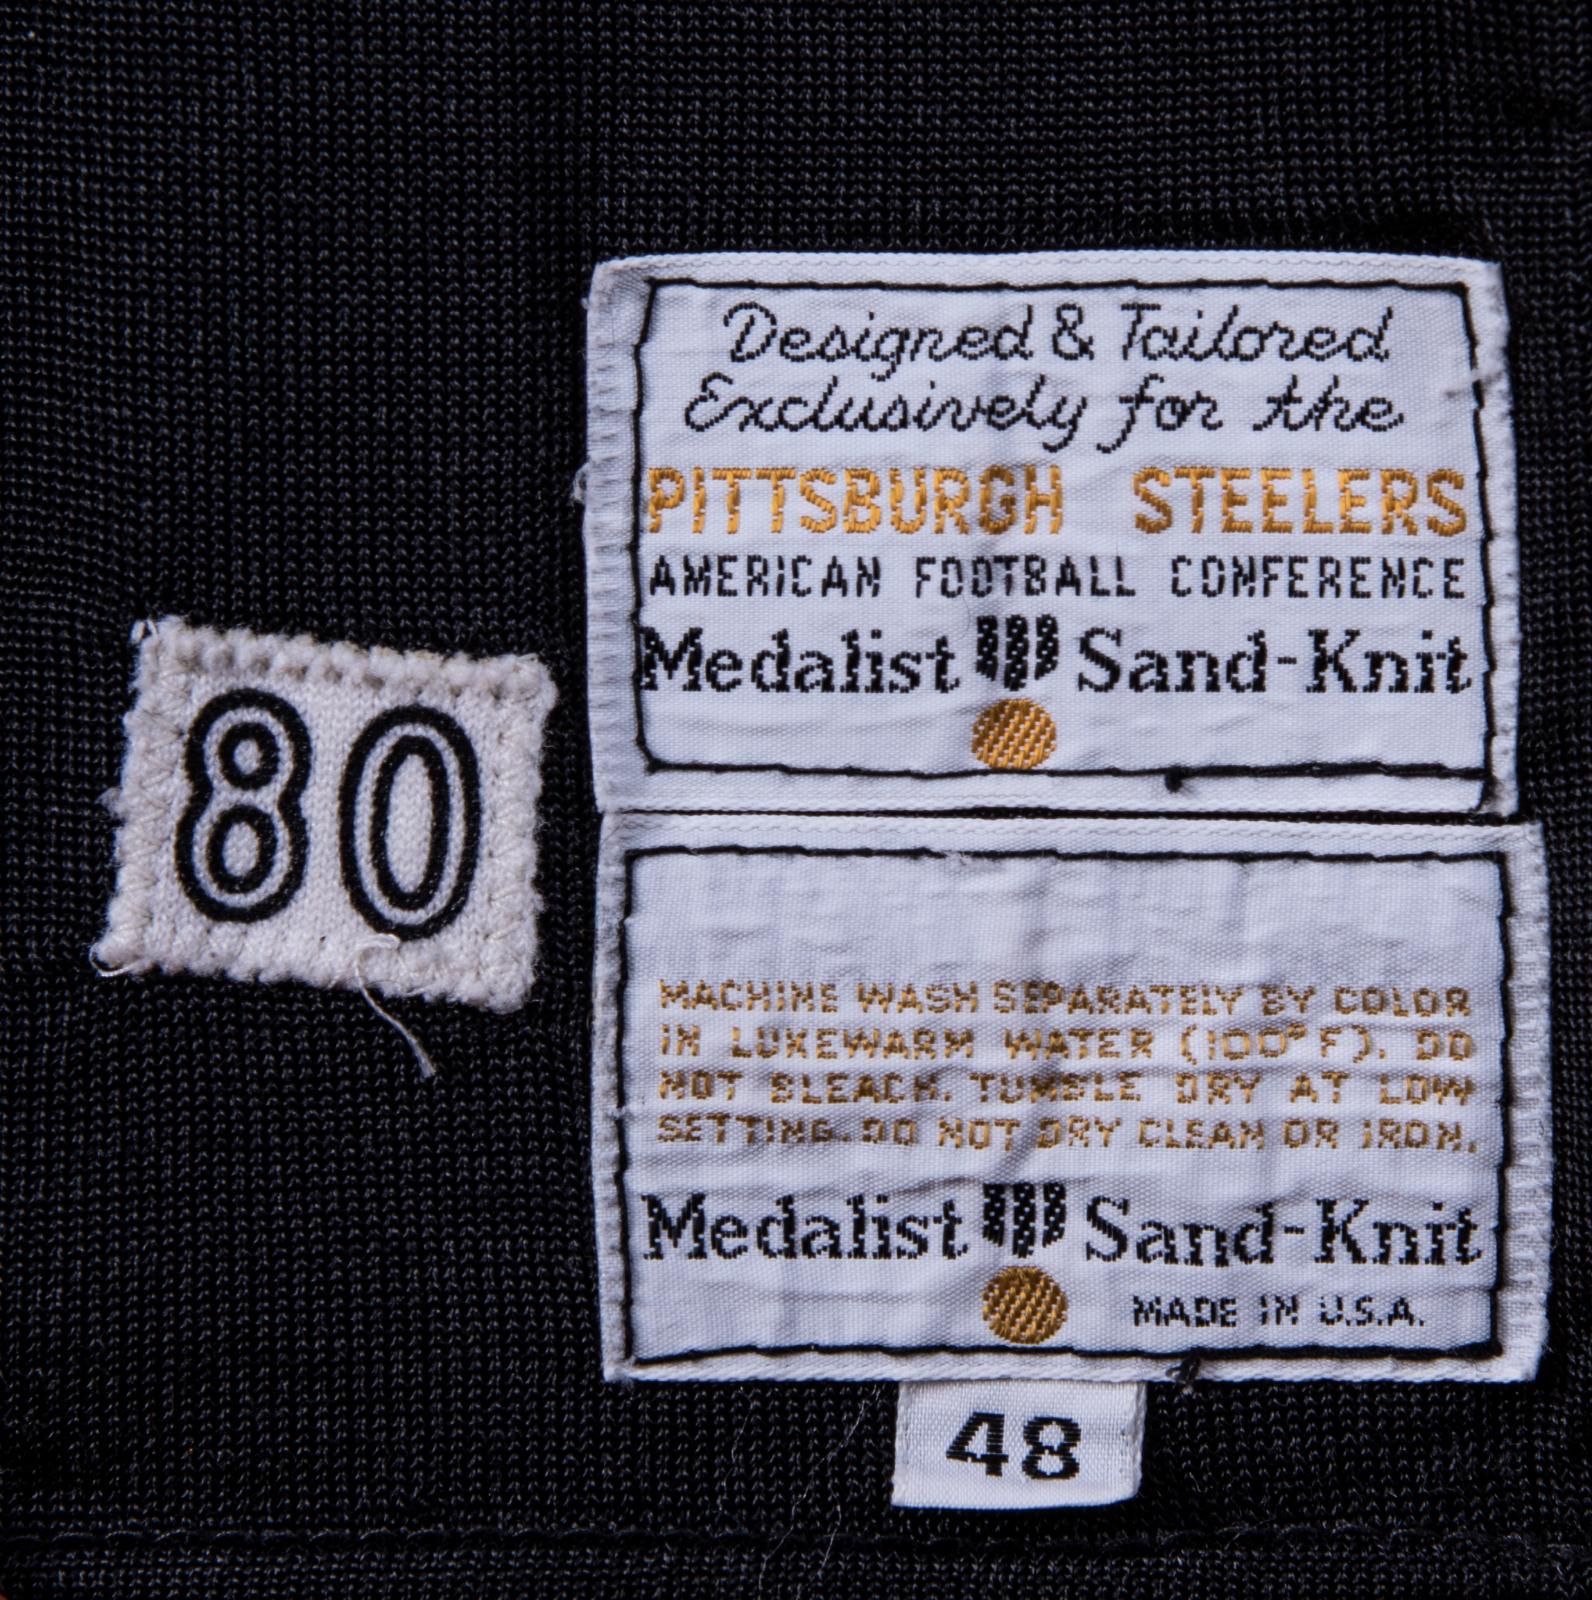 Designed & Tailored
Exclusively for the
PITTSBURGH STEELERS
AMERICAN FOOTBALL CONFERENCE
Medalist Sand-Knit
80
MACHINE WASH SEPARATELY BY COLOR
IN LUKEWARM WATER (100° F). DO
NOT BLEACH. TUMBLE DRY AT LOW
SETTING. DO NOT DRY CLEAN OR IRON.
Medalist Sand-Knit
MADE IN U.S.A.
48